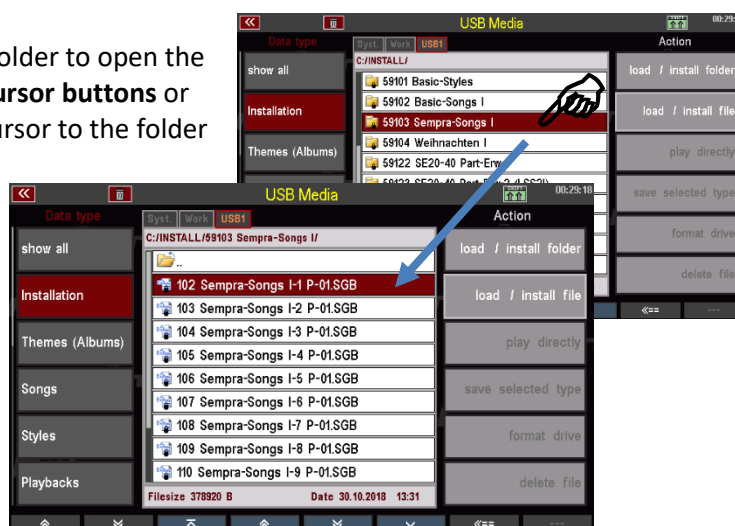 older to open the
ursor buttons or
ursor to the folder
USB Media
SHIFT
00:29:
Data type
Syst. Work USB1
Action
C:/INSTALL/
show all
59101 Basic-Styles
load / install folder
59102 Basic-Songs I
Installation
59103 Sempra-Songs I
load / install file
59104 Weihnachten I
Themes (Albums)
59122 SE20-40 Part-Erw
play directly
save selected type
format drive
delete file
«==
---
USB Media
SHIFT
00:29:18
Data type
Syst. Work USB1
Action
C:/INSTALL/59103 Sempra-Songs I/
show all
..
load / install folder
102 Sempra-Songs I-1 P-01.SGB
Installation
103 Sempra-Songs I-2 P-01.SGB
load / install file
104 Sempra-Songs I-3 P-01.SGB
Themes (Albums)
105 Sempra-Songs I-4 P-01.SGB
play directly
106 Sempra-Songs I-5 P-01.SGB
Songs
107 Sempra-Songs I-6 P-01.SGB
save selected type
108 Sempra-Songs I-7 P-01.SGB
Styles
109 Sempra-Songs I-8 P-01.SGB
format drive
110 Sempra-Songs I-9 P-01.SGB
Playbacks
Filesize 378920 B Date 30.10.2018 13:31
delete file
«==
---